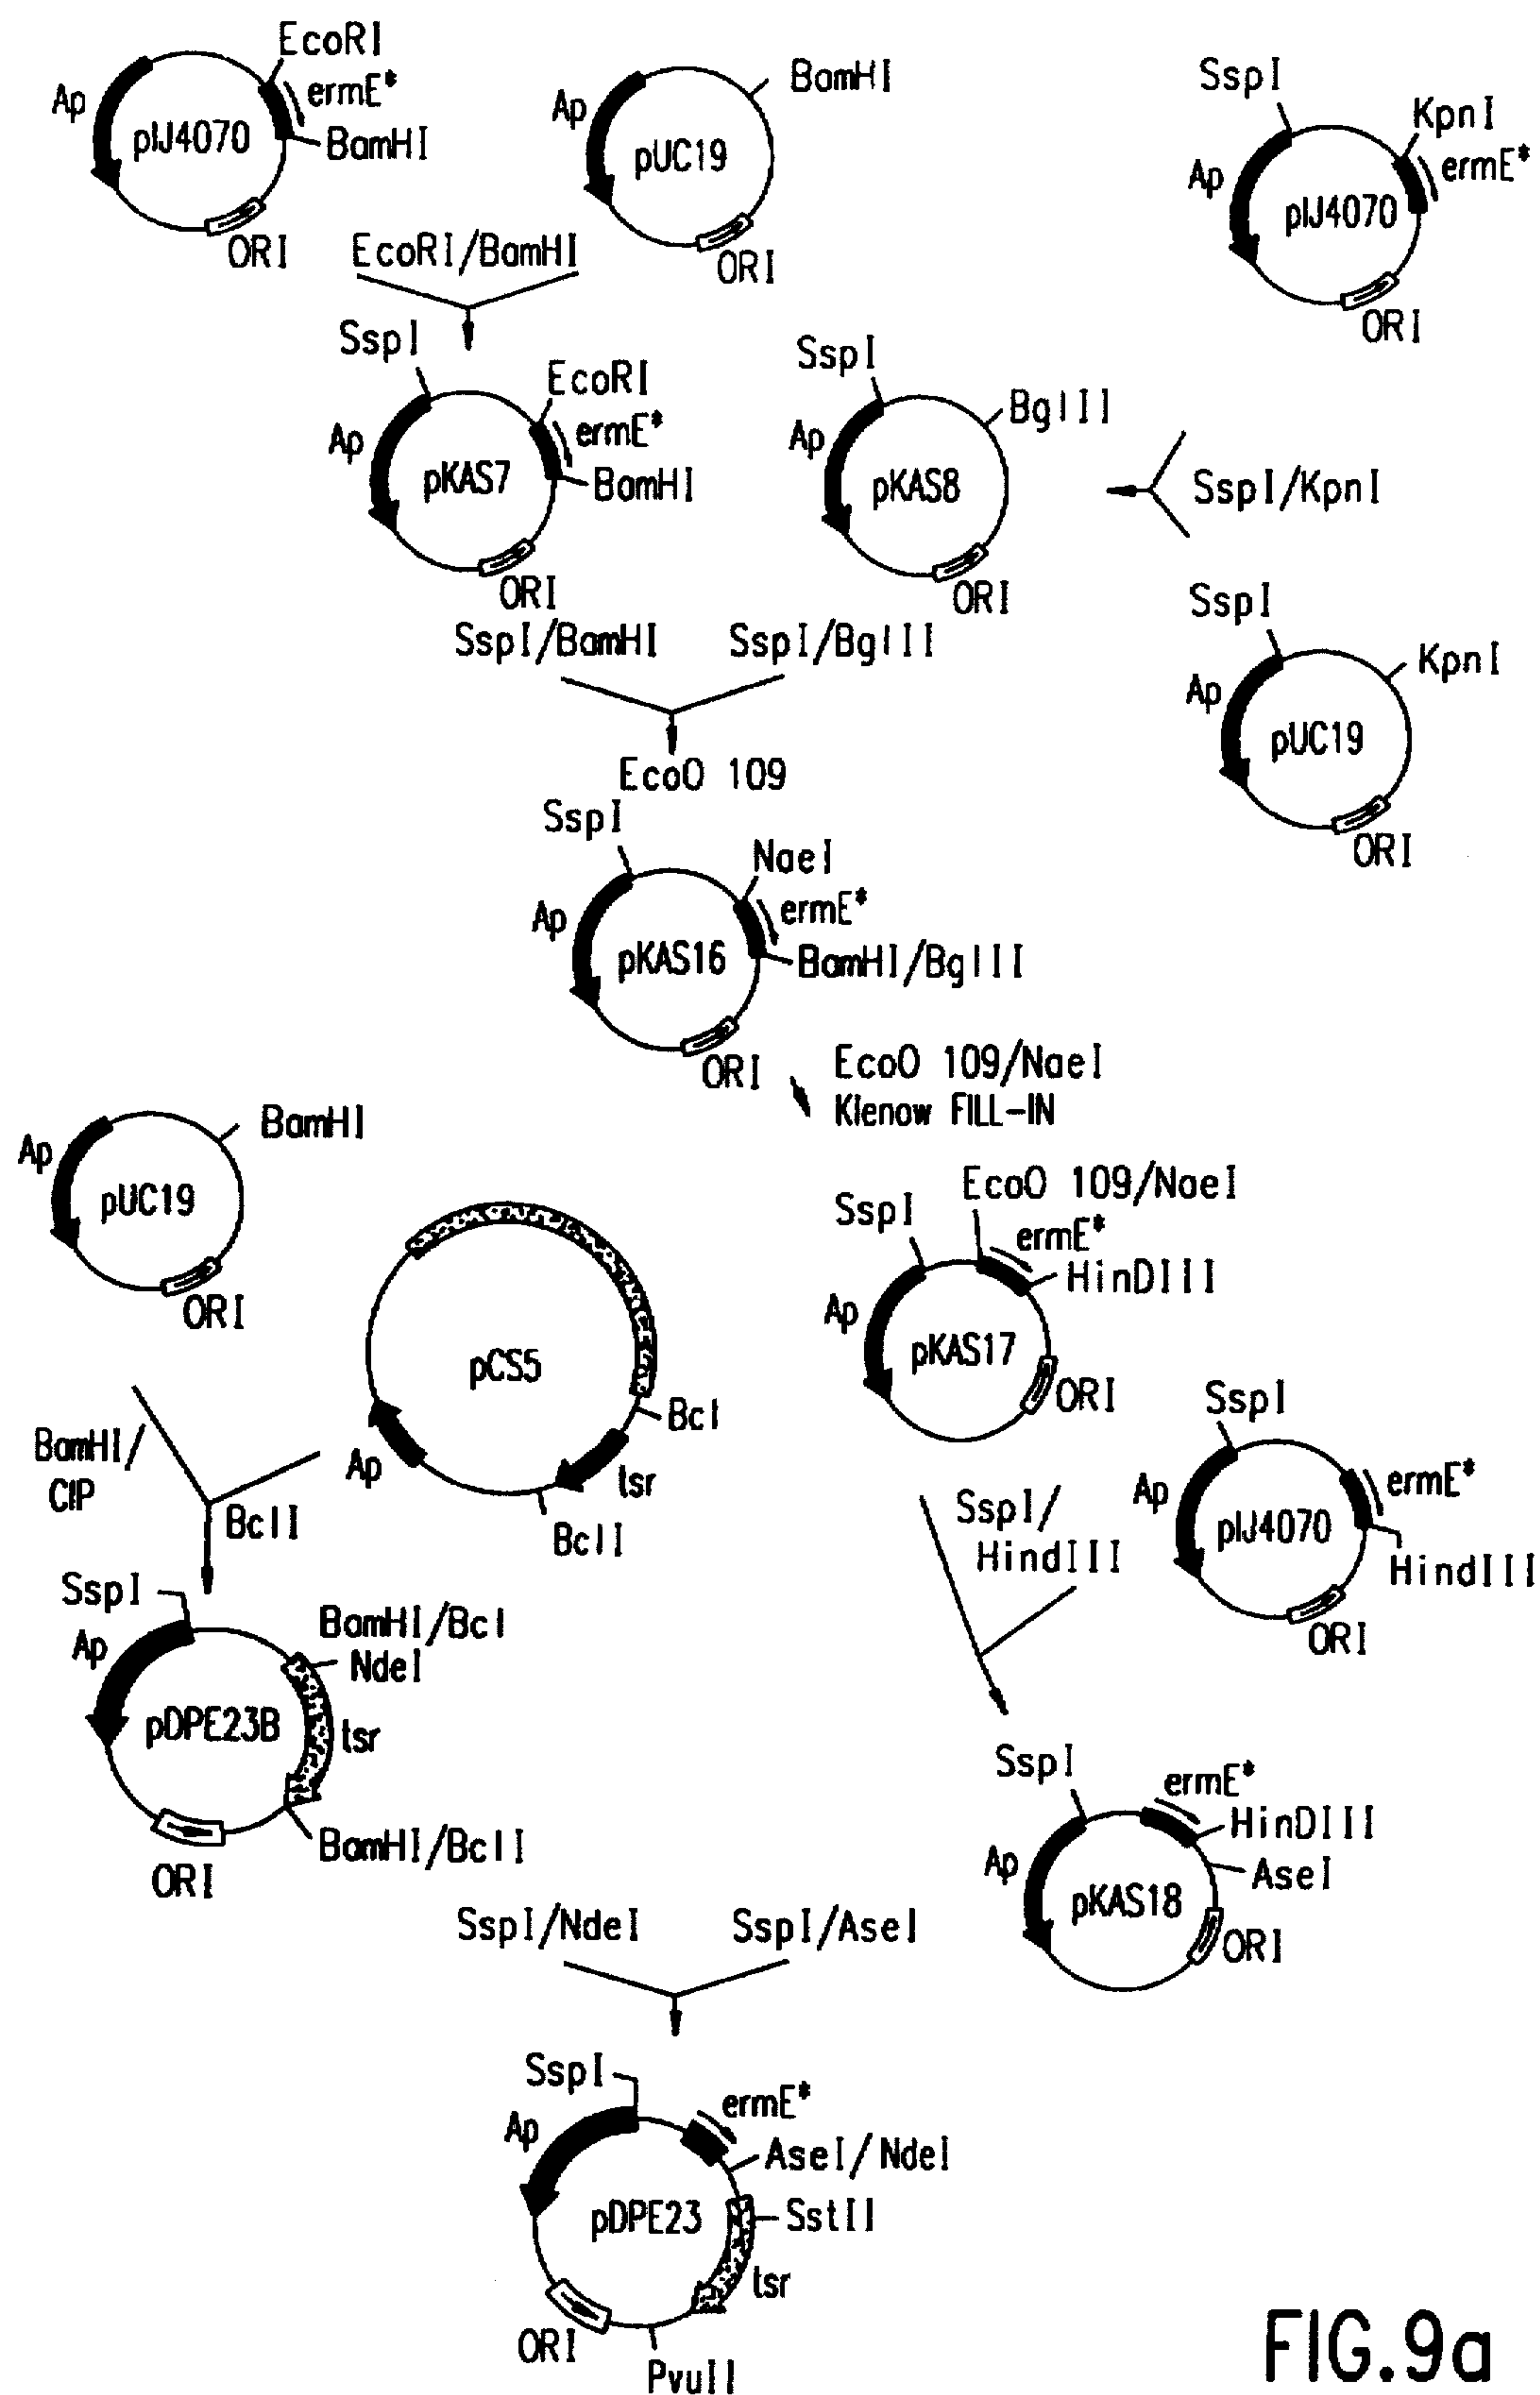 EcoRI
ermE*
Ap
pIJ4070
BamHI
ORI
BamHI
Ap
pUC19
ORI
SspI
KpnI
ermE*
Ap
pIJ4070
ORI
EcoRI/BamHI
SspI
EcoRI
ermE*
Ap
pKAS7
BamHI
ORI
SspI
BglII
Ap
pKAS8
ORI
SspI/KpnI
SspI
KpnI
Ap
pUC19
ORI
SspI/BamHI
SspI/BglII
EcoO 109
SspI
NaeI
ermE*
Ap
pKAS16
BamHI/BglII
ORI
EcoO 109/NaeI
Klenow FILL-IN
BamHI
Ap
pUC19
ORI
pCS5
BcI
tsr
BclI
Ap
EcoO 109/NaeI
SspI
ermE*
HinDIII
Ap
pKAS17
ORI
BamHI/
CIP
BclI
SspI/
HindIII
SspI
ermE*
Ap
pIJ4070
HindIII
ORI
SspI
BamHI/BcI
NdeI
Ap
pDPE23B
tsr
BamHI/BclI
ORI
SspI
ermE*
HinDIII
AseI
Ap
pKAS18
ORI
SspI/NdeI
SspI/AseI
SspI
ermE*
Ap
AseI/NdeI
pDPE23
SstII
tsr
ORI
PvuII
FIG.9a